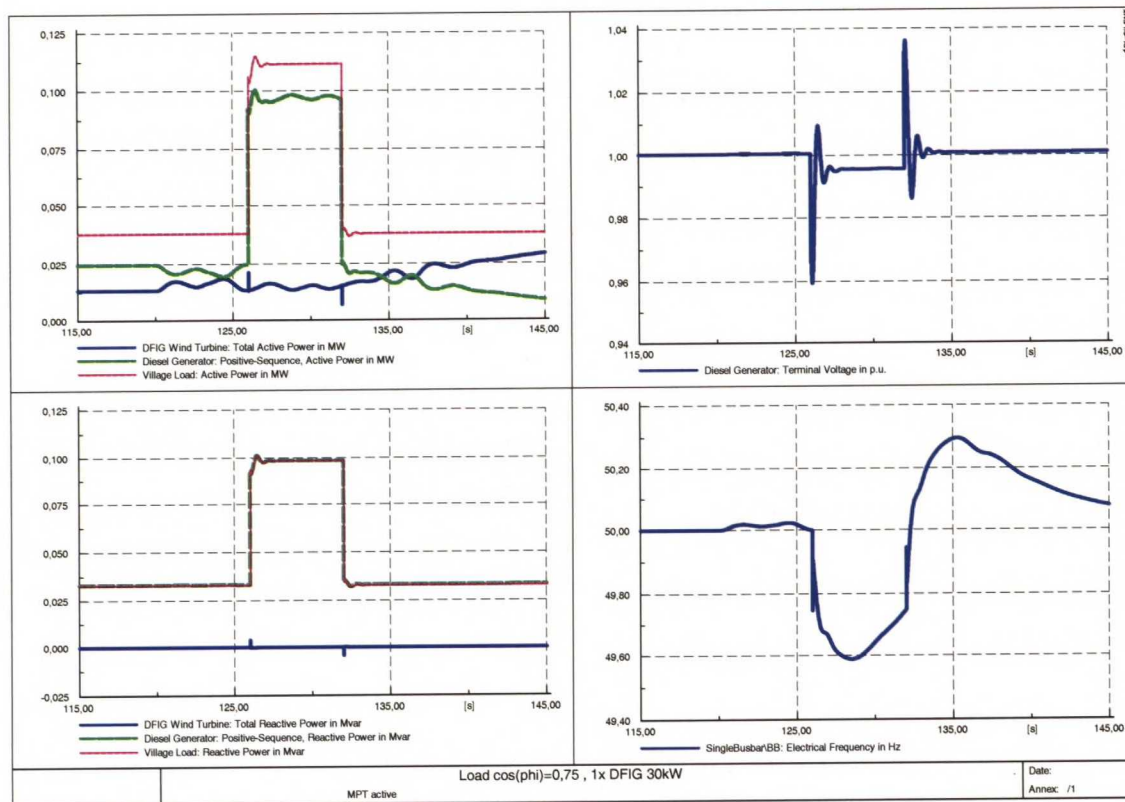 0,125
0,100
0,075
0,050
0,025
0,000
115,00 125,00 135,00 [s] 145,00
DFIG Wind Turbine: Total Active Power in MW
Diesel Generator: Positive-Sequence, Active Power in MW
Village Load: Active Power in MW
1,04
1,02
1,00
0,98
0,96
0,94
115,00 125,00 135,00 [s] 145,00
Diesel Generator: Terminal Voltage in p.u.
0,125
0,100
0,075
0,050
0,025
0,000
-0,025
115,00 125,00 135,00 [s] 145,00
DFIG Wind Turbine: Total Reactive Power in Mvar
Diesel Generator: Positive-Sequence, Reactive Power in Mvar
Village Load: Reactive Power in Mvar
50,40
50,20
50,00
49,80
49,60
49,40
115,00 125,00 135,00 [s] 145,00
SingleBusbar\BB: Electrical Frequency in Hz
Load cos(phi)=0,75 , 1x DFIG 30kW
MPT active
Date:
Annex: /1